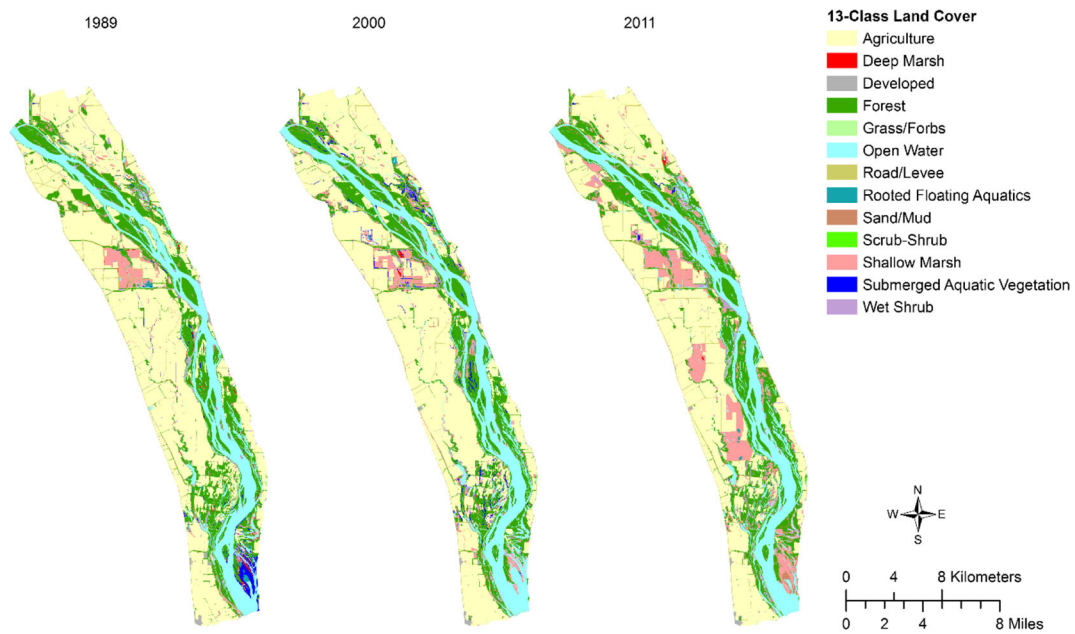 1989
2000
2011
13-Class Land Cover
Agriculture
Deep Marsh
Developed
Forest
Grass/Forbs
Open Water
Road/Levee
Rooted Floating Aquatics
Sand/Mud
Scrub-Shrub
Shallow Marsh
Submerged Aquatic Vegetation
Wet Shrub
N
W E
S
0 4 8 Kilometers
0 2 4 8 Miles